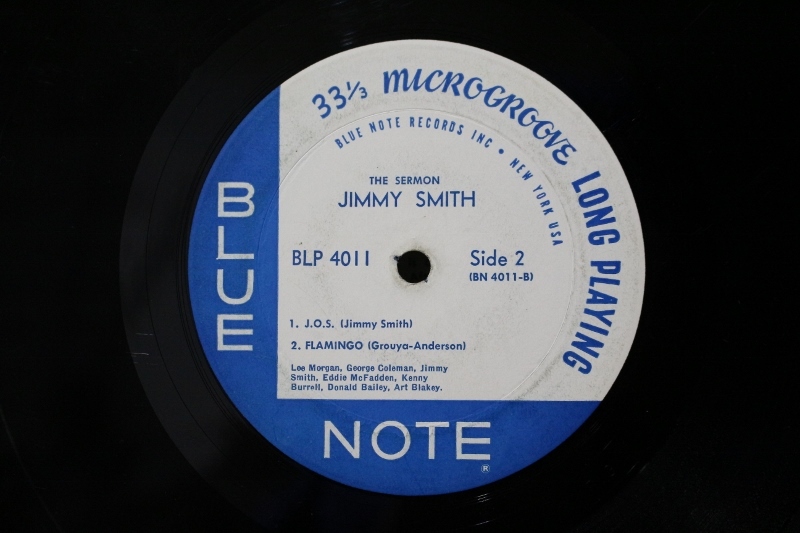 33⅓ MICROGROOVE LONG PLAYING
BLUE NOTE RECORDS INC • NEW YORK USA
THE SERMON
JIMMY SMITH
BLP 4011
Side 2
(BN 4011-B)
1. J.O.S. (Jimmy Smith)
2. FLAMINGO (Grouya-Anderson)
Lee Morgan, George Coleman, Jimmy
Smith, Eddie McFadden, Kenny
Burrell, Donald Bailey, Art Blakey.
BLUE
NOTE
®